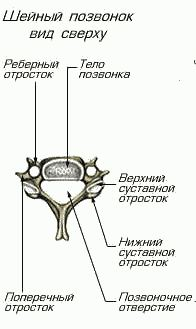 Шейный позвонок
вид сверху
Реберный
отросток
Тело
позвонка
Верхний
суставной
отросток
Нижний
суставной
отросток
Поперечный
отросток
Позвоночное
отверстие